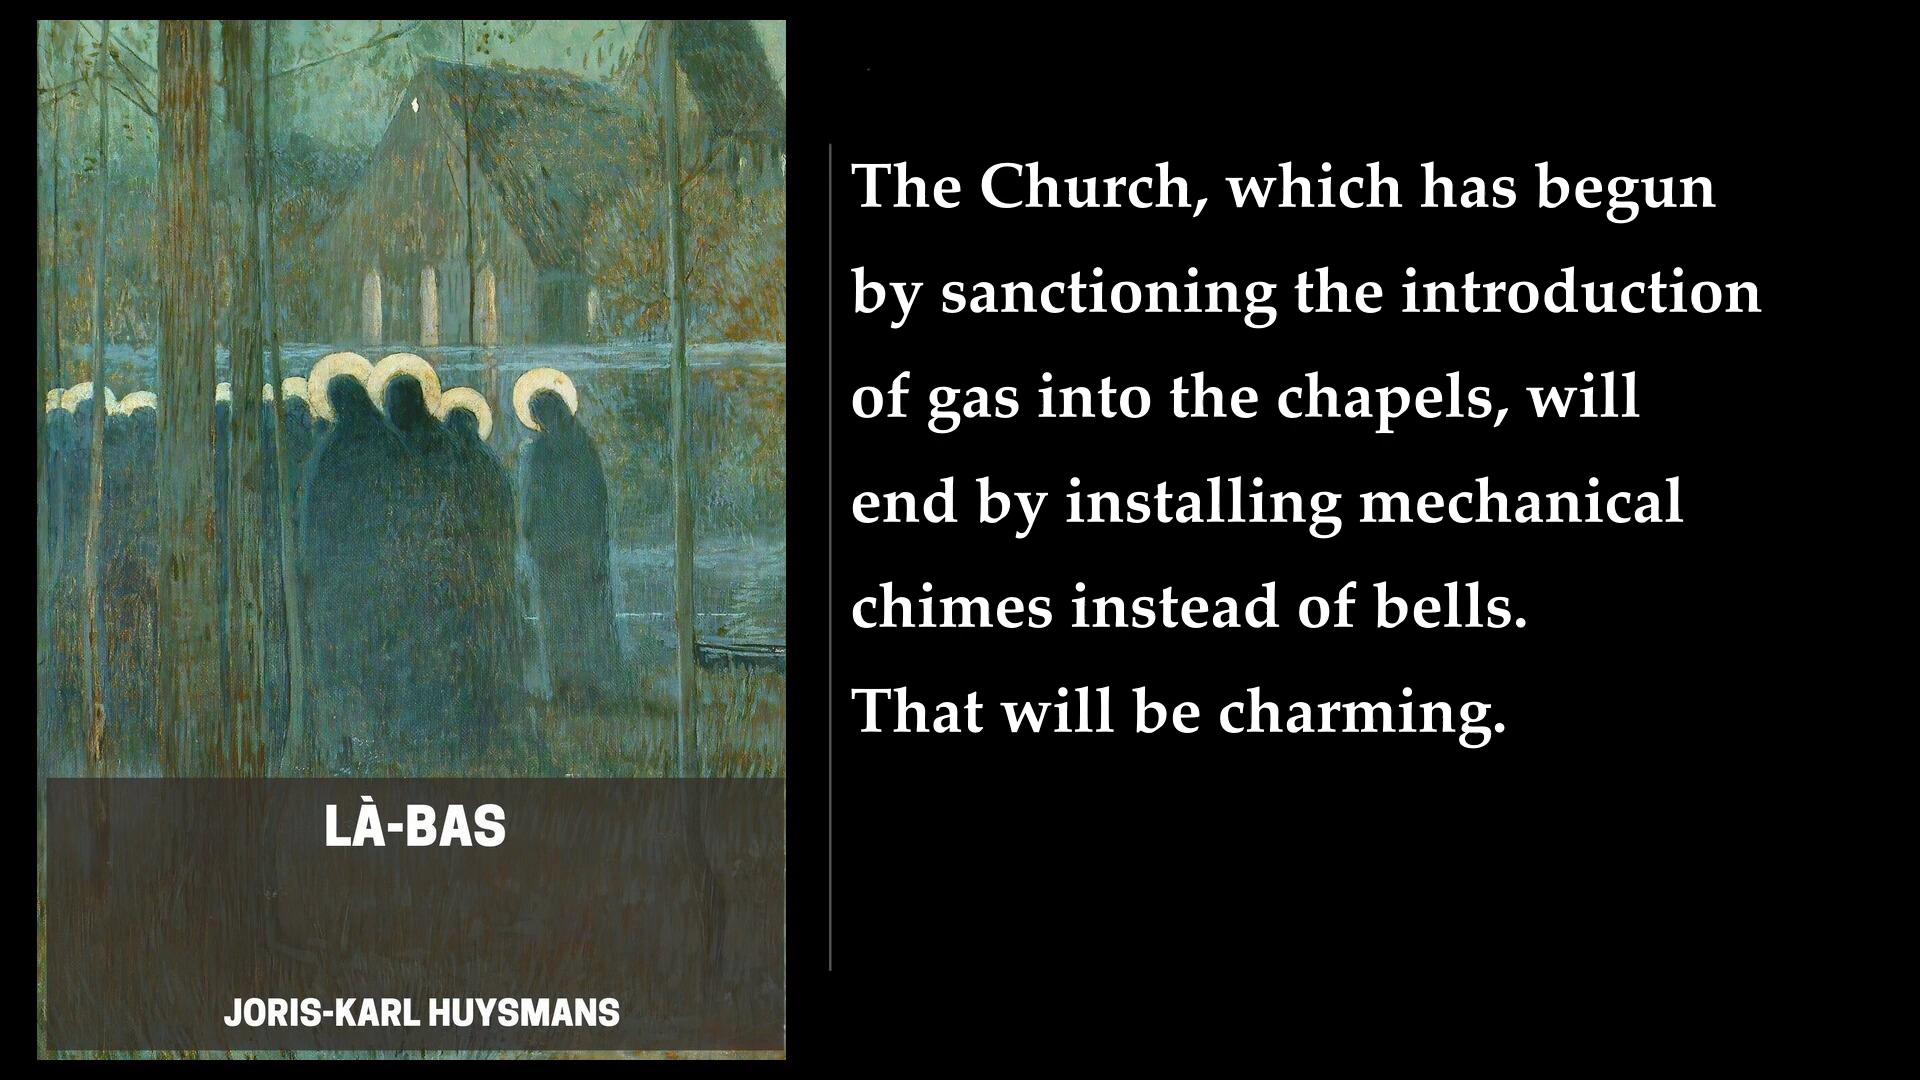 LÀ-BAS
JORIS-KARL HUYSMANS
The Church, which has begun
by sanctioning the introduction
of gas into the chapels, will
end by installing mechanical
chimes instead of bells.
That will be charming.